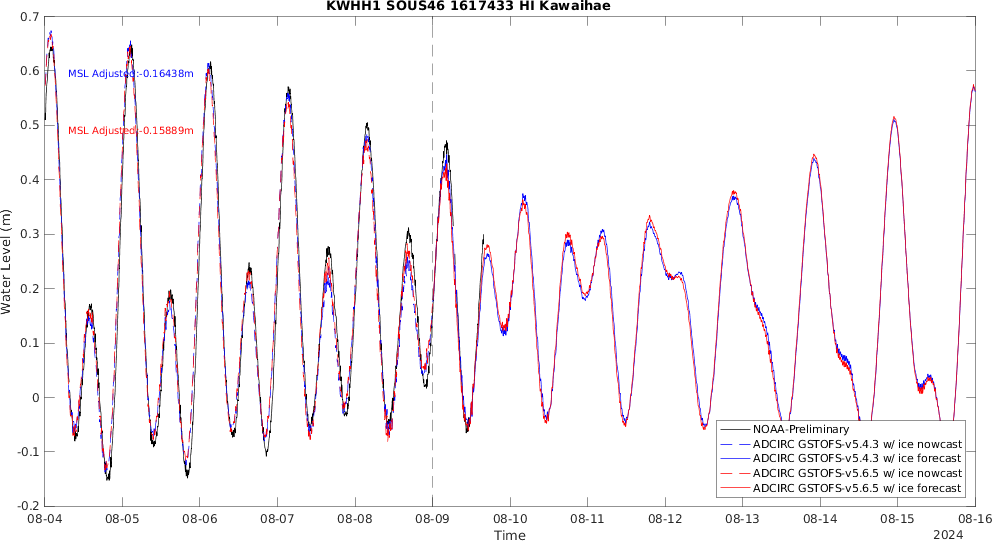 KWHH1 SOUS46 1617433 HI Kawaihae
0.7
0.6
0.5
0.4
0.3
0.2
0.1
0
-0.1
-0.2
Water Level (m)
MSL Adjusted:-0.16438m
MSL Adjusted:-0.15889m
NOAA-Preliminary
ADCIRC GSTOFS-v5.4.3 w/ ice nowcast
ADCIRC GSTOFS-v5.4.3 w/ ice forecast
ADCIRC GSTOFS-v5.6.5 w/ ice nowcast
ADCIRC GSTOFS-v5.6.5 w/ ice forecast
08-04 08-05 08-06 08-07 08-08 08-09 08-10 08-11 08-12 08-13 08-14 08-15 08-16
Time
2024